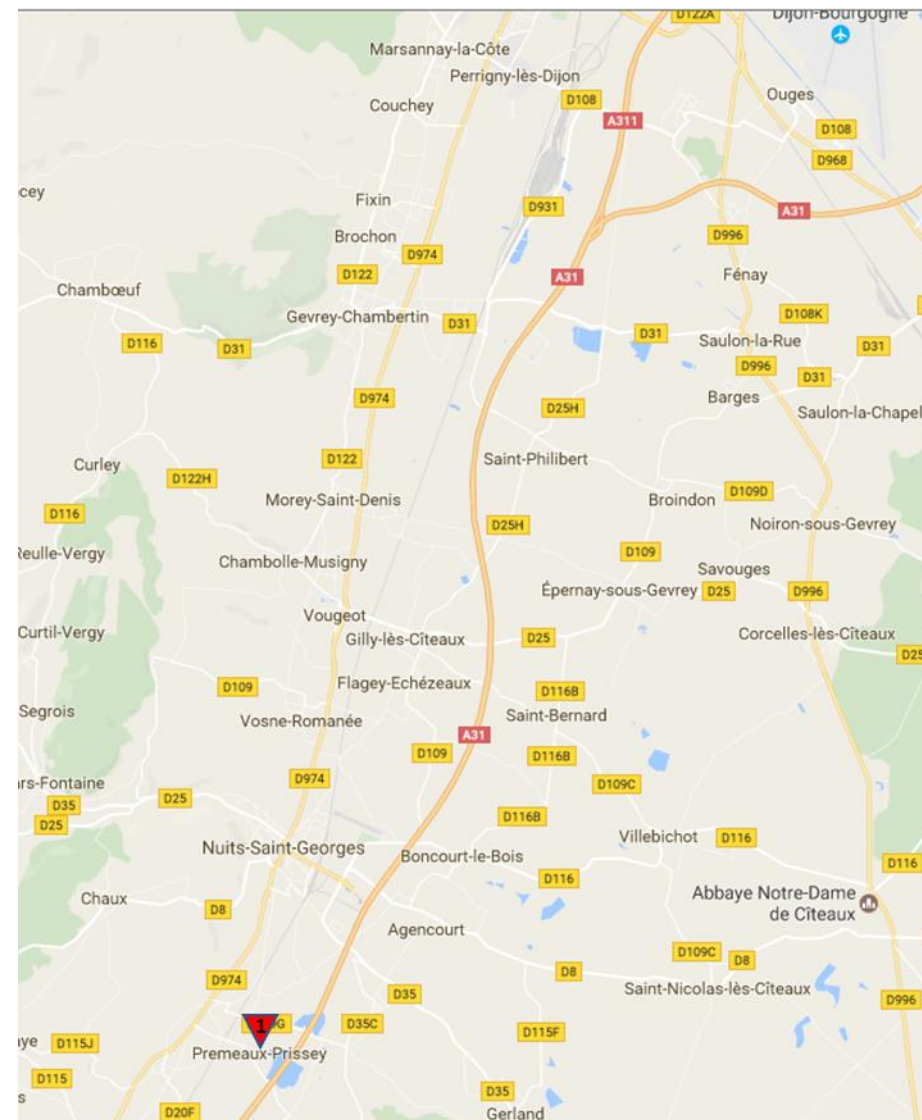 D122A
Dijon-Bourgogne
Marsannay-la-Côte
Perrigny-lès-Dijon
Ouges
D108
Couchey
A311
D108
D968
Fixin
D931
A31
Brochon
D996
D974
D122
A31
Fénay
Chambœuf
Gevrey-Chambertin
D31
D108K
D116
D31
D31
Saulon-la-Rue
D31
D996
D31
D974
Barges
D25H
Saulon-la-Chapel
Curley
D122
Saint-Philibert
D122H
Morey-Saint-Denis
Broindon
D109D
D116
D25H
Noiron-sous-Gevrey
Reulle-Vergy
Chambolle-Musigny
D109
Savouges
Épernay-sous-Gevrey
D25
D996
Vougeot
Curtil-Vergy
Gilly-lès-Cîteaux
D25
Corcelles-lès-Cîteaux
D25
D109
Flagey-Echézeaux
D116B
Segrois
Vosne-Romanée
Saint-Bernard
A31
D109
D116B
ars-Fontaine
D974
D109C
D35
D25
D25
D116B
Nuits-Saint-Georges
Villebichot
D116
Boncourt-le-Bois
D116
D116
Chaux
Abbaye Notre-Dame
de Cîteaux
D8
Agencourt
D109C
D8
D974
D8
Saint-Nicolas-lès-Cîteaux
D35
D996
1
G
D35C
D115F
D115J
Premeaux-Prissey
D115
D35
D20F
Gerland